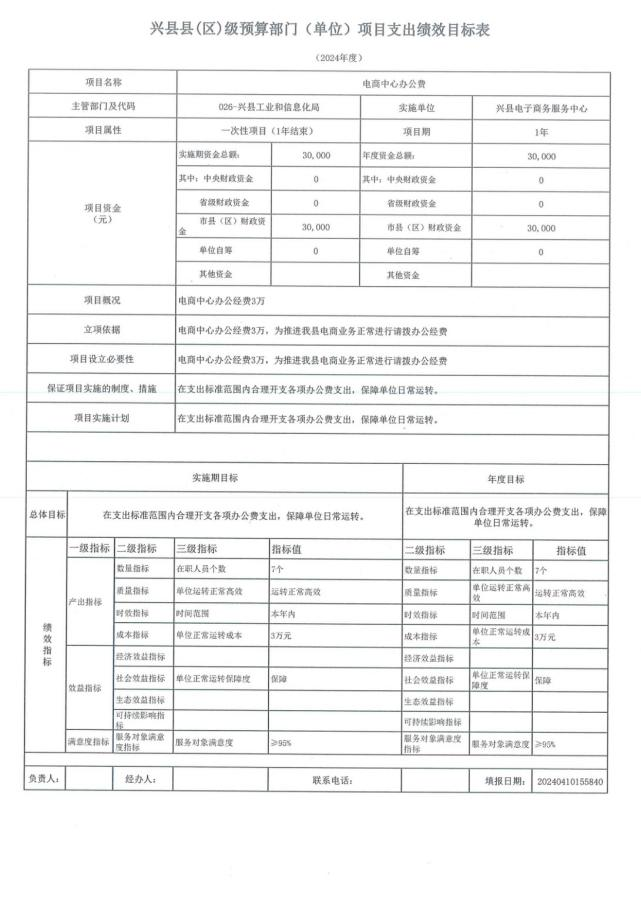 兴县县(区)级预算部门（单位）项目支出绩效目标表
（2024年度）
项目名称 电商中心办公费
主管部门及代码 026-兴县工业和信息化局 实施单位 兴县电子商务服务中心
项目属性 一次性项目（1年结束） 项目期 1年
项目资金
（元）
实施期资金总额： 30,000 年度资金总额： 30,000
其中：中央财政资金 0 其中：中央财政资金 0
省级财政资金 0 省级财政资金 0
市县（区）财政资金 30,000 市县（区）财政资金 30,000
单位自筹 0 单位自筹 0
其他资金 其他资金
项目概况 电商中心办公经费3万
立项依据 电商中心办公经费3万，为推进我县电商业务正常进行请拨办公经费
项目设立必要性 电商中心办公经费3万，为推进我县电商业务正常进行请拨办公经费
保证项目实施的制度、措施 在支出标准范围内合理开支各项办公费支出，保障单位日常运转。
项目实施计划 在支出标准范围内合理开支各项办公费支出，保障单位日常运转。
实施期目标 年度目标
总体目标 在支出标准范围内合理开支各项办公费支出，保障单位日常运转。 在支出标准范围内合理开支各项办公费支出，保障单位日常运转。
绩效指标
一级指标 二级指标 三级指标 指标值 二级指标 三级指标 指标值
产出指标
数量指标 在职人员个数 7个 数量指标 在职人员个数 7个
质量指标 单位运转正常高效 运转正常高效 质量指标 单位运转正常高效 运转正常高效
时效指标 时间范围 本年内 时效指标 时间范围 本年内
成本指标 单位正常运转成本 3万元 成本指标 单位正常运转成本 3万元
效益指标
经济效益指标 经济效益指标
社会效益指标 单位正常运转保障度 保障 社会效益指标 单位正常运转保障度 保障
生态效益指标 生态效益指标
可持续影响指标 可持续影响指标
满意度指标 服务对象满意度指标 服务对象满意度 ≥95% 服务对象满意度指标 服务对象满意度 ≥95%
负责人： 经办人： 联系电话： 填报日期： 20240410155840